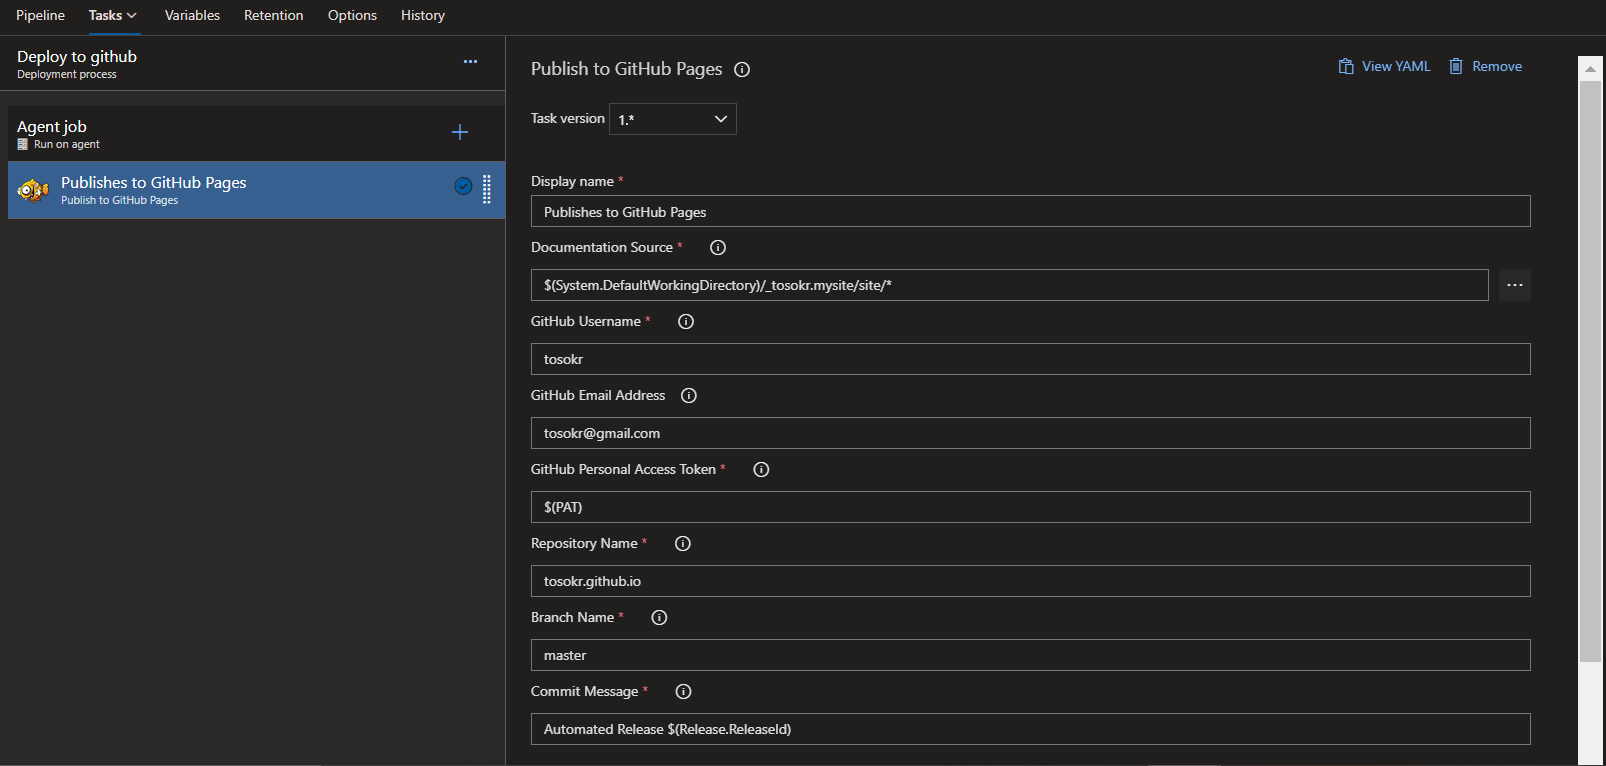 Pipeline Tasks Variables Retention Options History
Deploy to github
Deployment process
Agent job
Run on agent
Publishes to GitHub Pages
Publish to GitHub Pages
Publish to GitHub Pages
View YAML Remove
Task version 1.*
Display name *
Publishes to GitHub Pages
Documentation Source *
$(System.DefaultWorkingDirectory)/_tosokr.mysite/site/*
GitHub Username *
tosokr
GitHub Email Address
tosokr@gmail.com
GitHub Personal Access Token *
$(PAT)
Repository Name *
tosokr.github.io
Branch Name *
master
Commit Message *
Automated Release $(Release.ReleaseId)